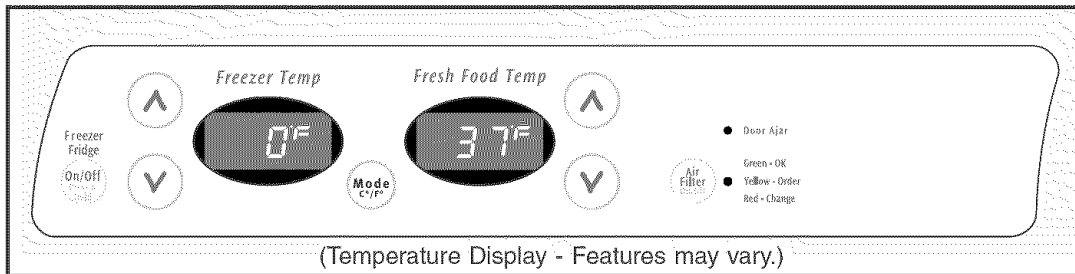 Freezer Temp
Fresh Food Temp
Freezer
Fridge
On/Off
0°F
Mode
C°/F°
37°F
Air
Filter
Door Ajar
Green - OK
Yellow - Order
Red - Change
(Temperature Display - Features may vary.)